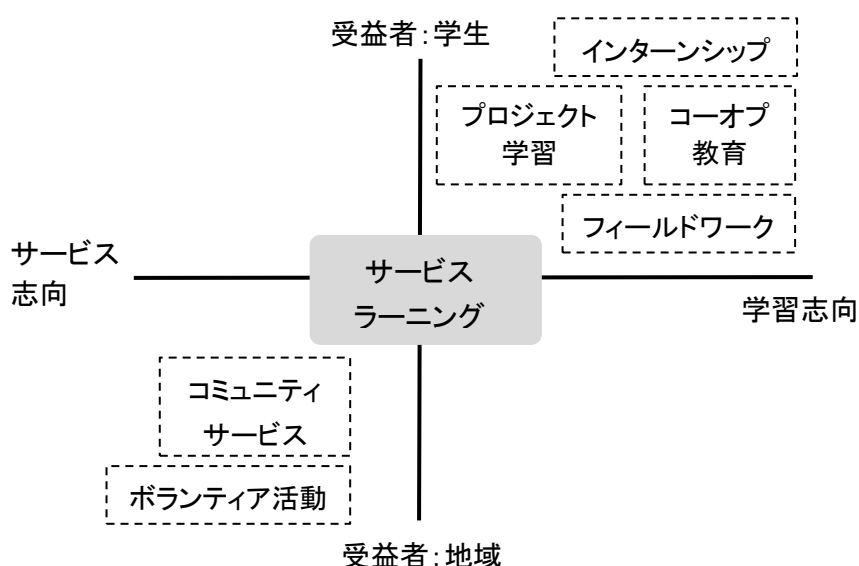 受益者:学生
インターンシップ
プロジェクト
学習
コーオプ
教育
フィールドワーク
サービス
志向
サービス
ラーニング
学習志向
コミュニティ
サービス
ボランティア活動
受益者:地域